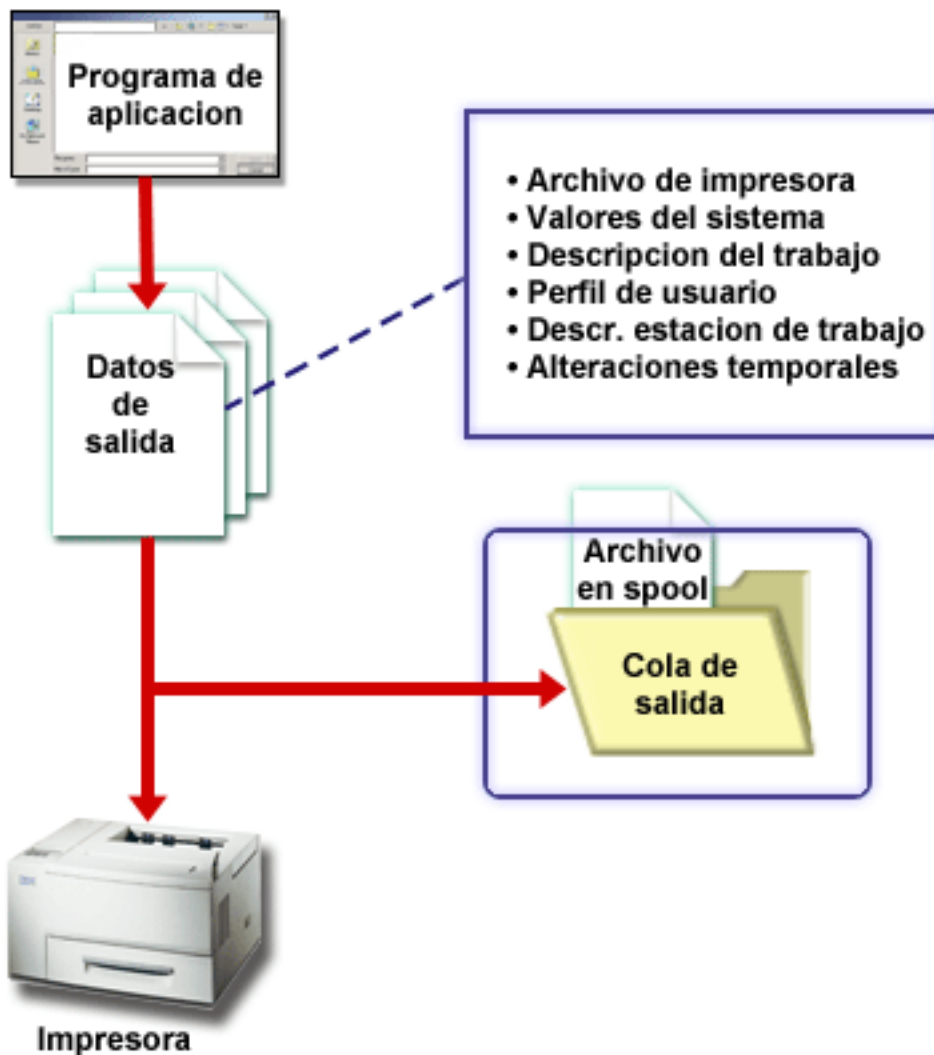 Programa de
aplicacion
• Archivo de impresora
• Valores del sistema
• Descripcion del trabajo
• Perfil de usuario
• Descr. estacion de trabajo
• Alteraciones temporales
Datos
de
salida
Archivo
en spool
Cola de
salida
Impresora